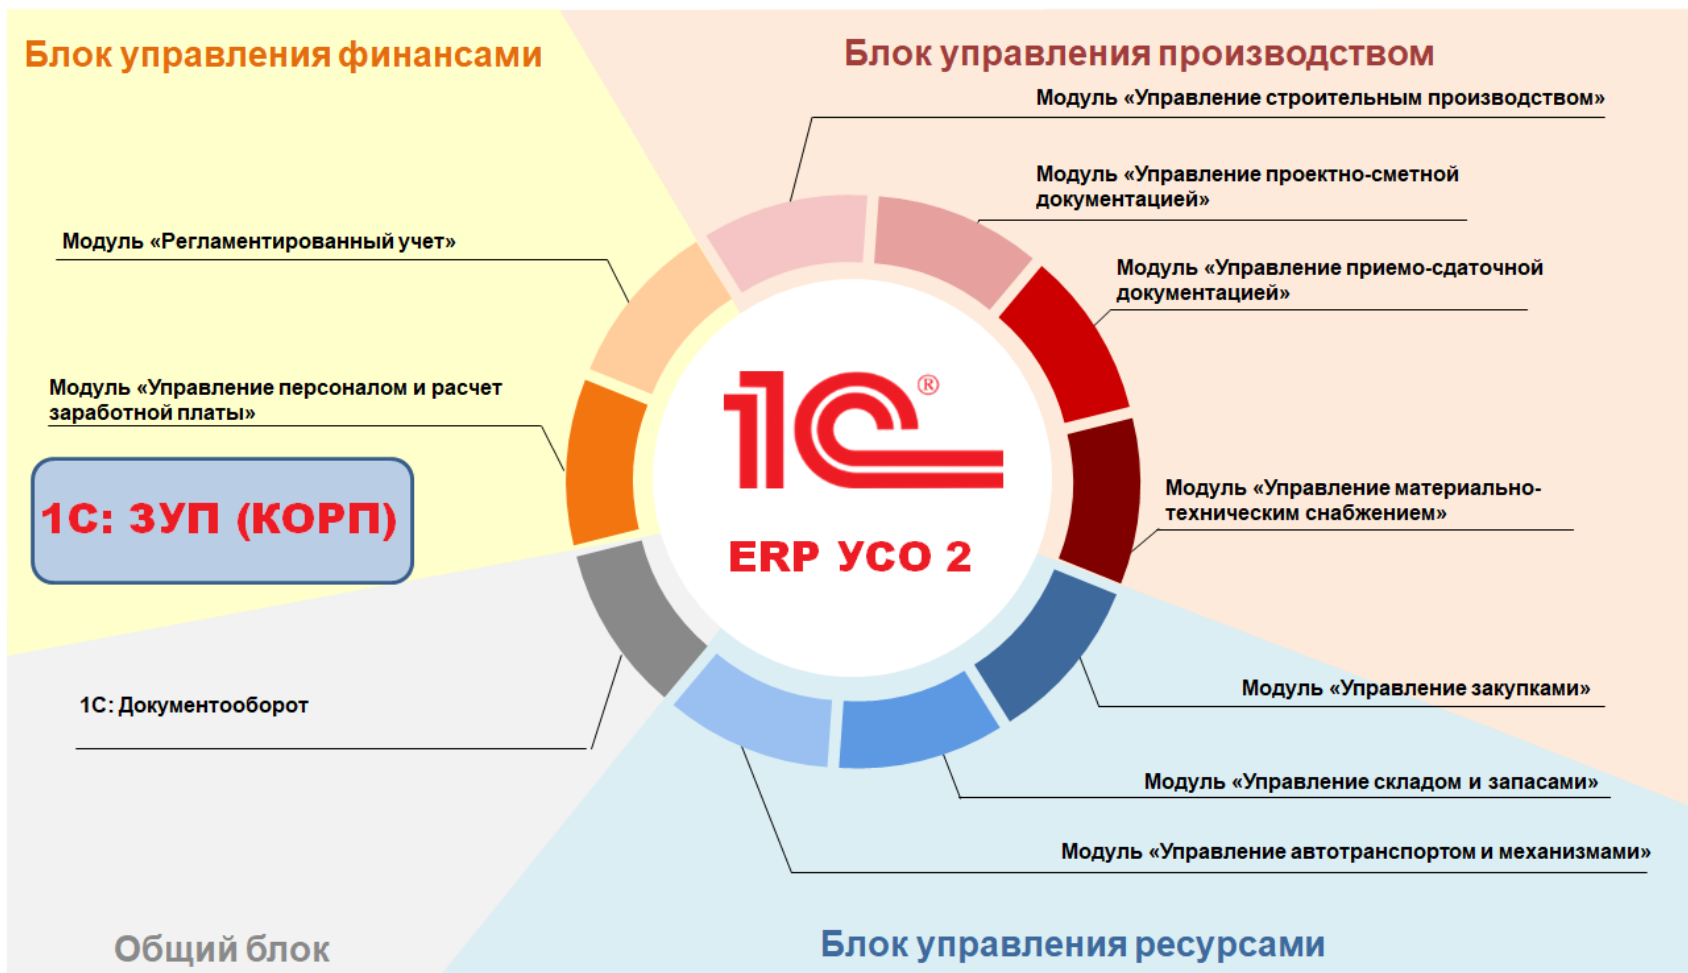 Блок управления финансами
Блок управления производством
Модуль «Управление строительным производством»
Модуль «Управление проектно-сметной
документацией»
Модуль «Регламентированный учет»
Модуль «Управление приемо-сдаточной
документацией»
Модуль «Управление персоналом и расчет
заработной платы»
1С®
1С: ЗУП (КОРП)
ERP УСО 2
Модуль «Управление материально-
техническим снабжением»
1С: Документооборот
Модуль «Управление закупками»
Модуль «Управление складом и запасами»
Модуль «Управление автотранспортом и механизмами»
Общий блок
Блок управления ресурсами